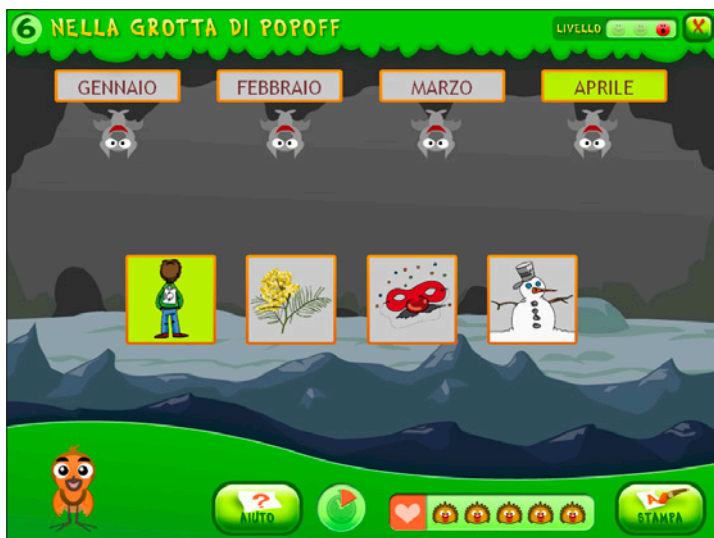 6 NELLA GROTTA DI POPOFF
LIVELLO
X
GENNAIO FEBBRAIO MARZO APRILE
?
AIUTO
A
STAMPA